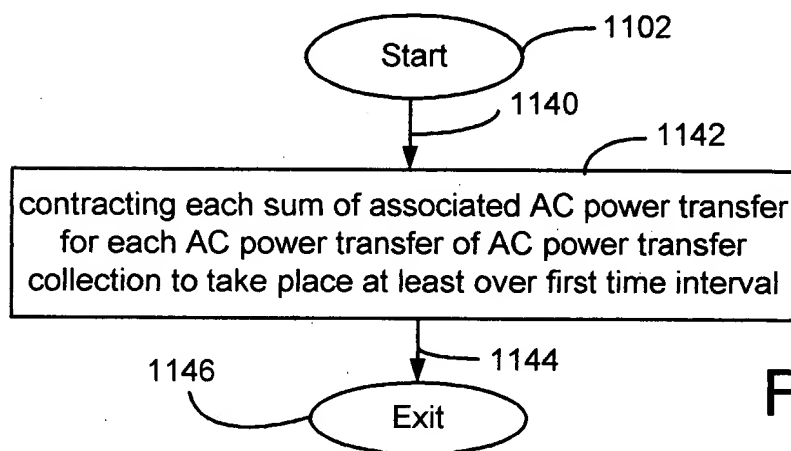 Start
1102
1140
1142
contracting each sum of associated AC power transfer
for each AC power transfer of AC power transfer
collection to take place at least over first time interval
1144
1146
Exit